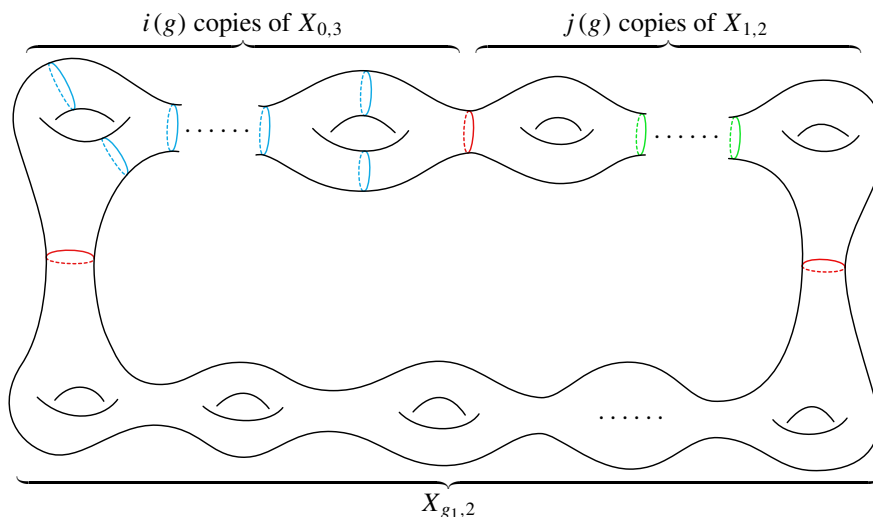 i(g) copies of X_{0,3} j(g) copies of X_{1,2}
......  ......
......
X_{g_1,2}